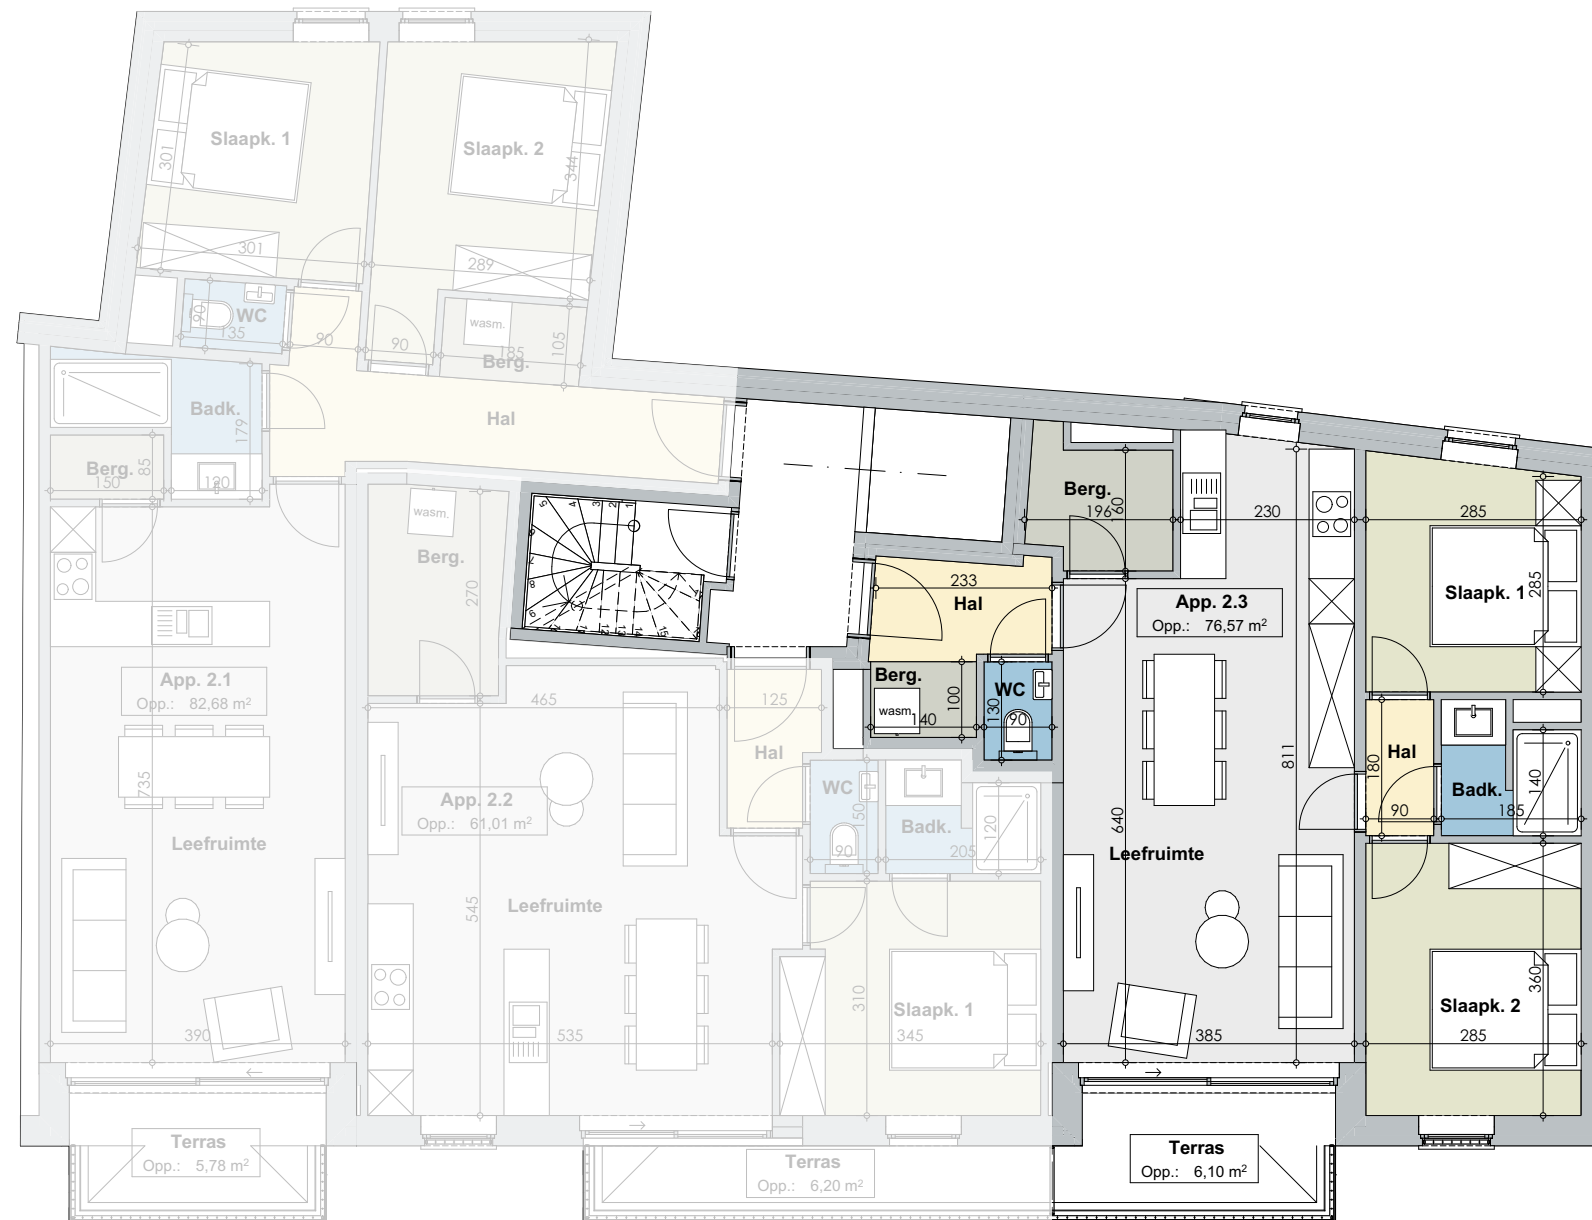 Slaapk. 1
301
301
Slaapk. 2
344
289
WC
90
135
90
90
wasm.
185
105
Berg.
Badk.
179
120
Berg.
85
150
Hal
wasm.
Berg.
270
App. 2.1
Opp.: 82,68 m²
735
Leefruimte
390
Terras
Opp.: 5,78 m²
465
125
Hal
App. 2.2
Opp.: 61,01 m²
545
Leefruimte
535
WC
150
90
Badk.
120
205
310
Slaapk. 1
345
Terras
Opp.: 6,20 m²
Berg.
196
160
230
285
233
Hal
App. 2.3
Opp.: 76,57 m²
Slaapk. 1
285
Berg.
wasm.
100
140
WC
130
90
811
640
Leefruimte
Hal
180
90
Badk.
140
185
360
Slaapk. 2
385
285
Terras
Opp.: 6,10 m²